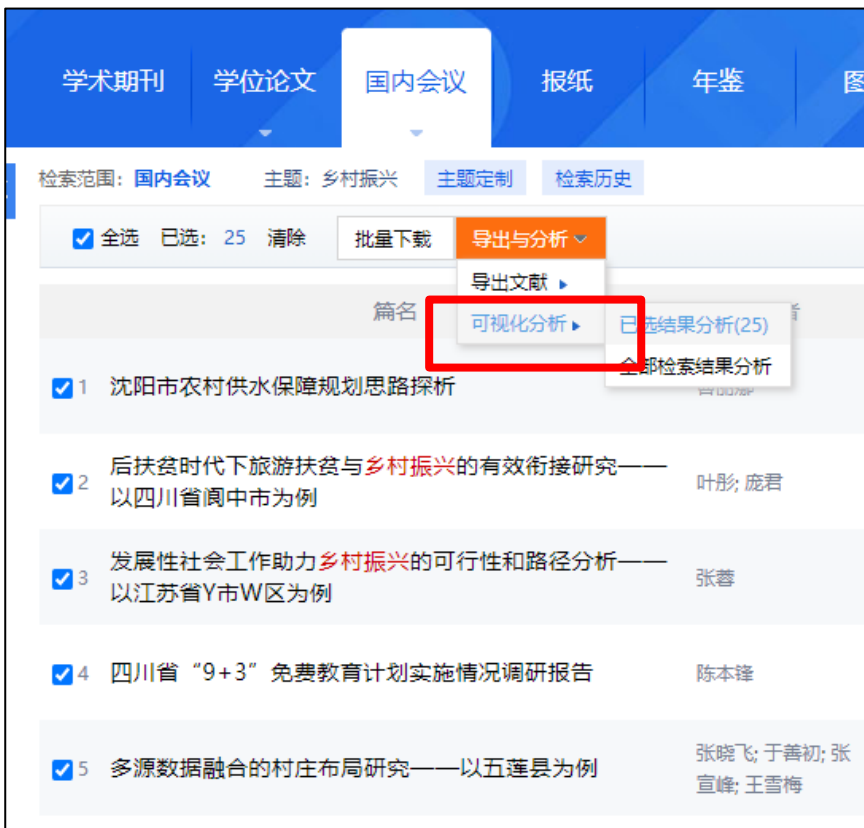 学术期刊 学位论文 国内会议 报纸 年鉴 图
检索范围：国内会议 主题：乡村振兴 主题定制 检索历史
全选 已选：25 清除 批量下载 导出与分析
导出文献
篇名 者
可视化分析 已选结果分析(25)
全部检索结果分析
1 沈阳市农村供水保障规划思路探析
2 后扶贫时代下旅游扶贫与乡村振兴的有效衔接研究——
以四川省阆中市为例
叶彤; 庞君
3 发展性社会工作助力乡村振兴的可行性和路径分析——
以江苏省Y市W区为例
张蓉
4 四川省“9+3”免费教育计划实施情况调研报告 陈本锋
5 多源数据融合的村庄布局研究——以五莲县为例
张晓飞; 于善初; 张
宣峰; 王雪梅